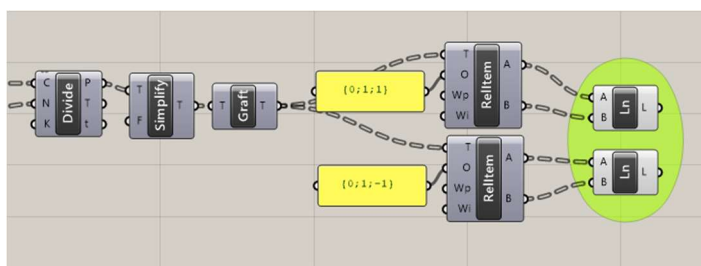 C
N
K
Divide
P
T
t
T
F
Simplify
T
T
Graft
T
{0;1;1}
T
O
Wp
Wi
RelItem
A
B
A
B
Ln
L
{0;1;-1}
T
O
Wp
Wi
RelItem
A
B
A
B
Ln
L